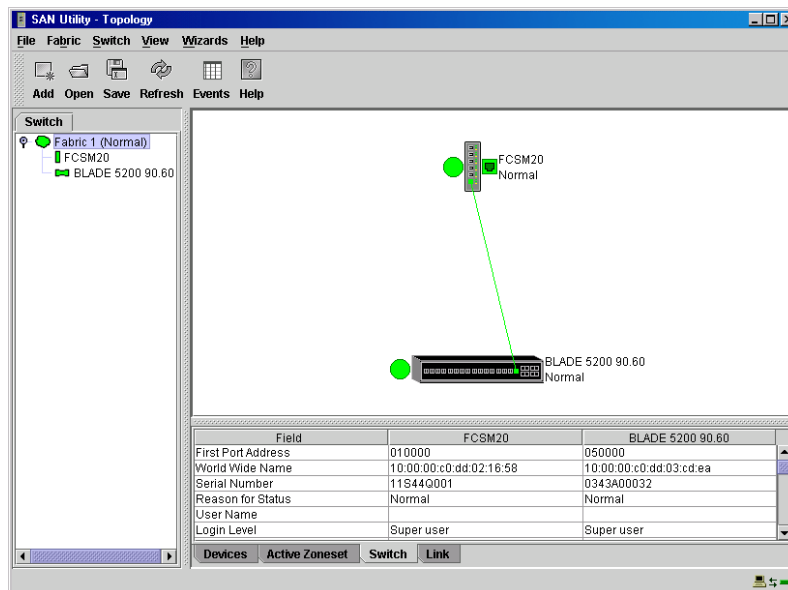 SAN Utility - Topology
File Fabric Switch View Wizards Help
Add Open Save Refresh Events Help
Switch
Fabric 1 (Normal)
FCSM20
BLADE 5200 90.60
FCSM20
Normal
BLADE 5200 90.60
Normal
Field FCSM20 BLADE 5200 90.60
First Port Address 010000 050000
World Wide Name 10:00:00:c0:dd:02:16:58 10:00:00:c0:dd:03:cd:ea
Serial Number 11S44Q001 0343A00032
Reason for Status Normal Normal
User Name
Login Level Super user Super user
Devices Active Zoneset Switch Link